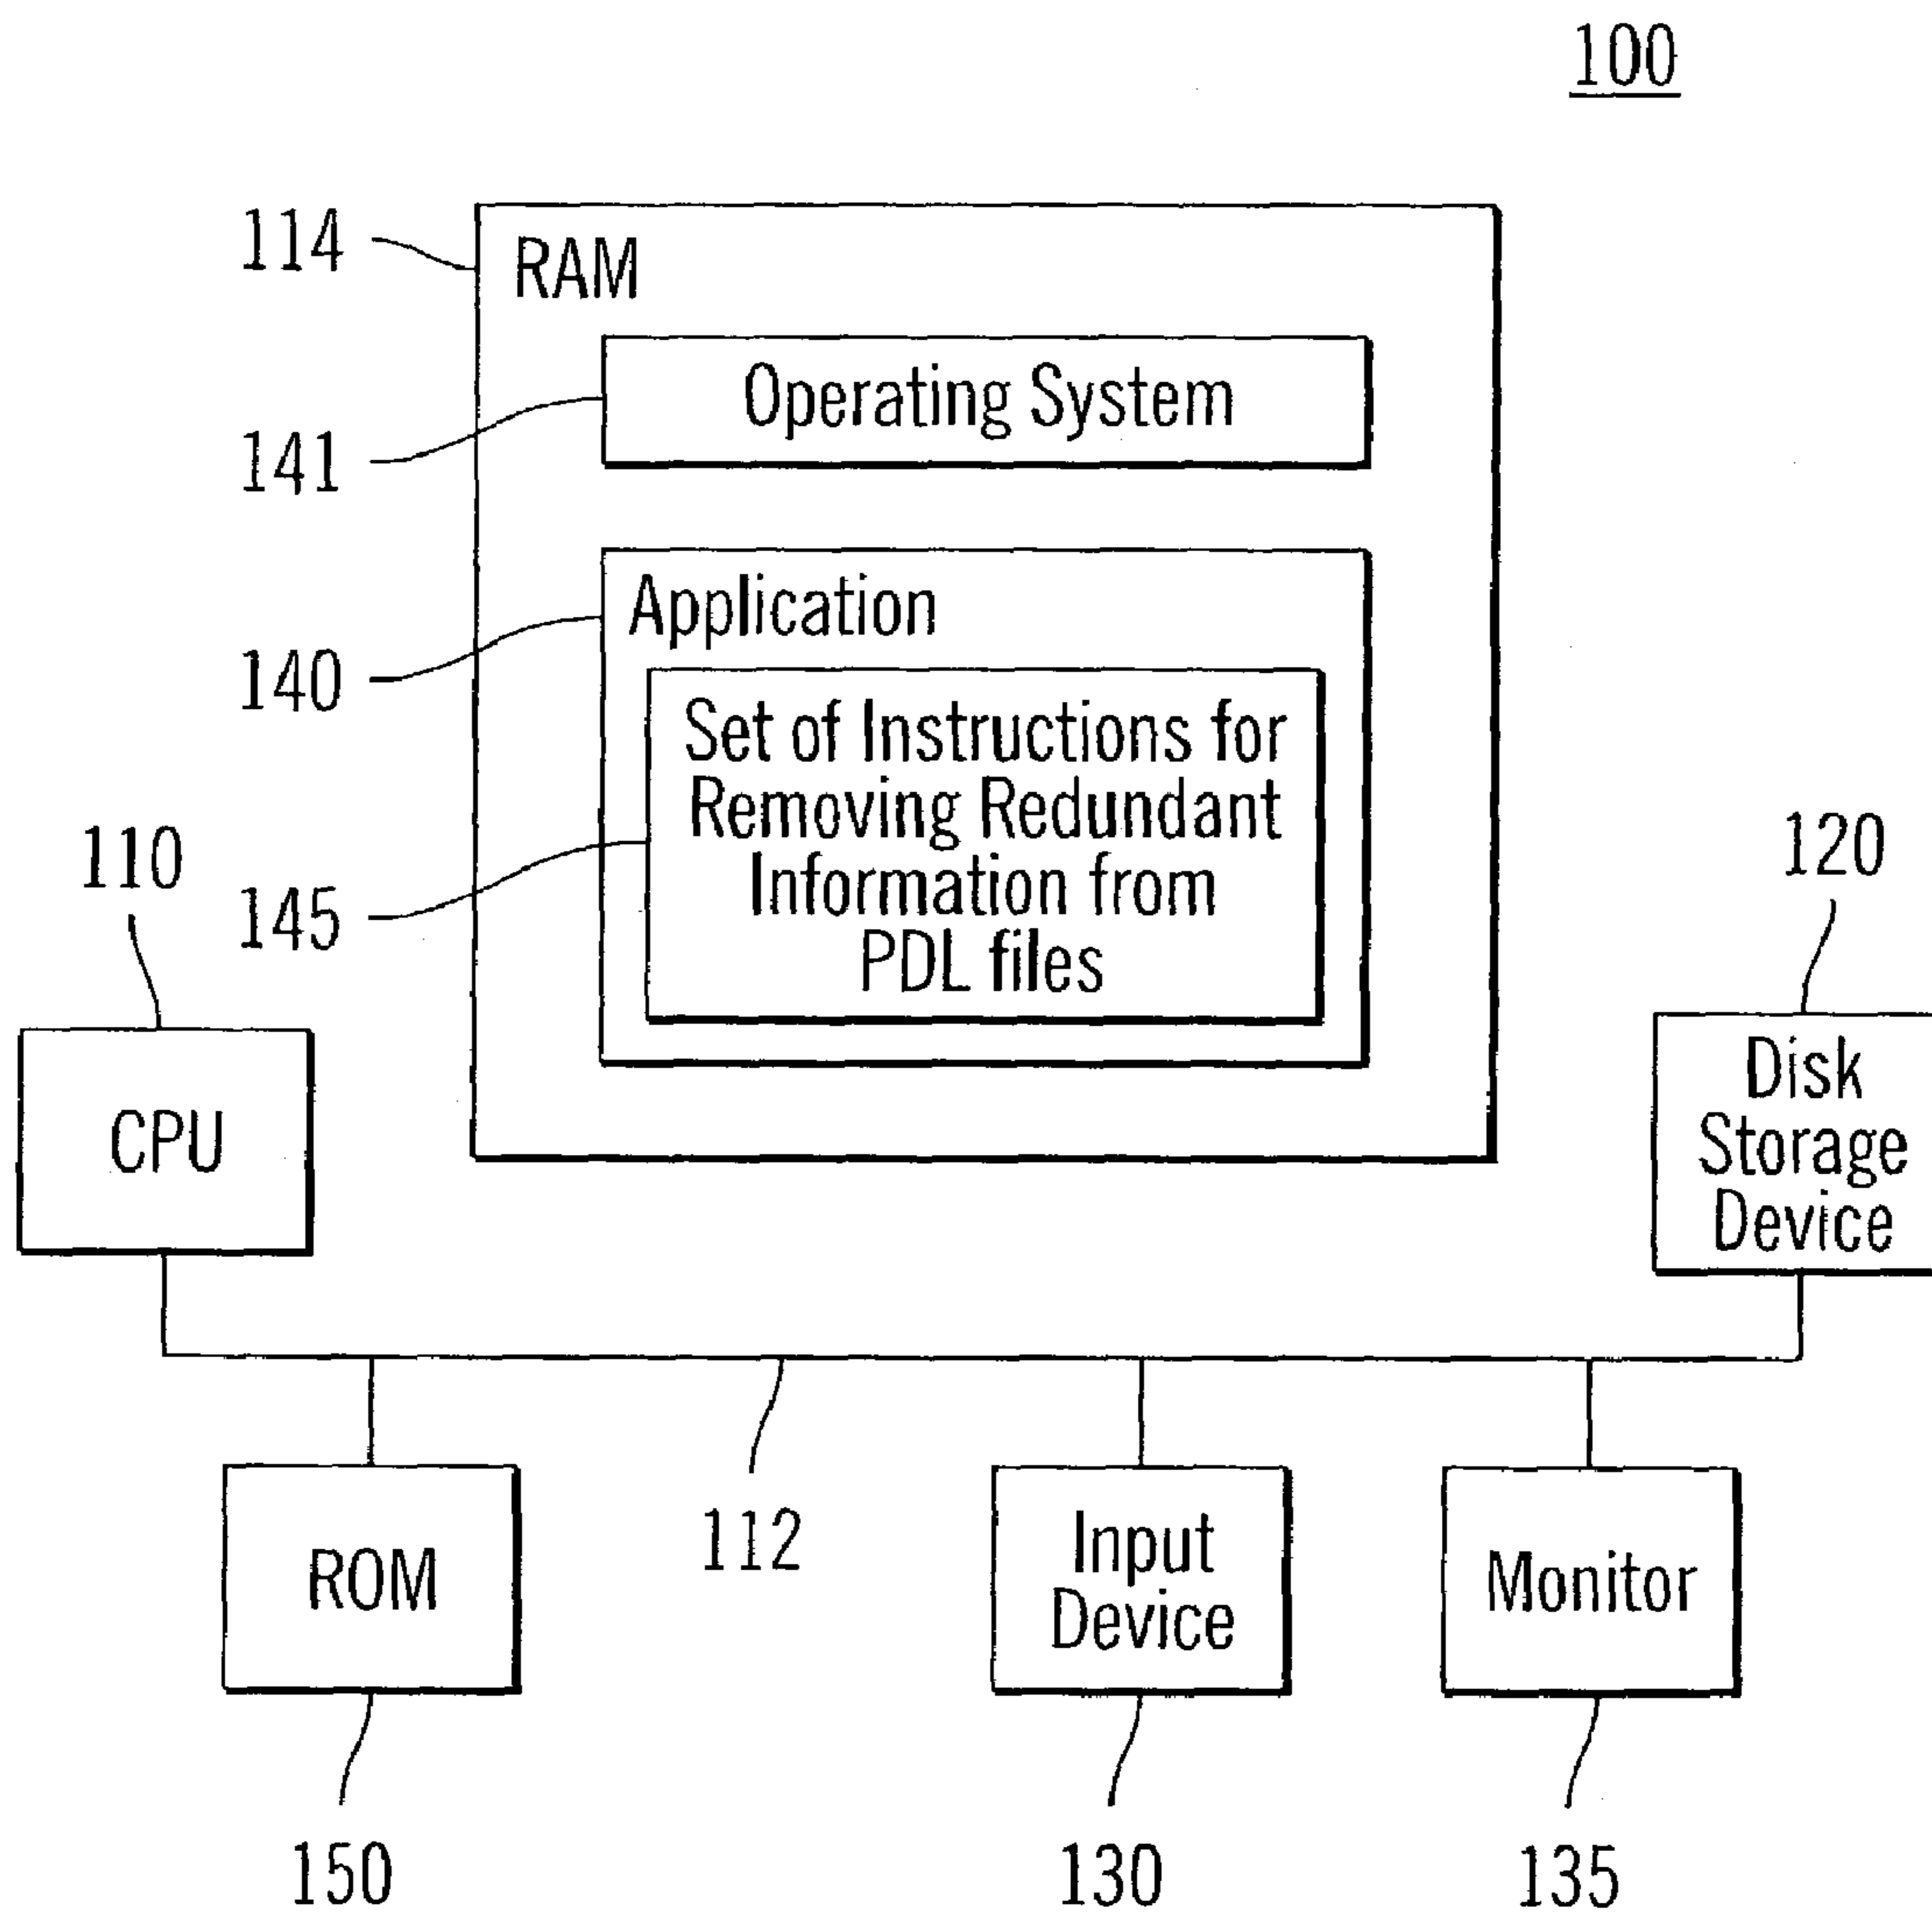 100
114
RAM
Operating System
141
Application
140
Set of Instructions for
Removing Redundant
Information from
PDL files
145
110
120
CPU
Disk
Storage
Device
112
ROM
Input
Device
Monitor
150
130
135